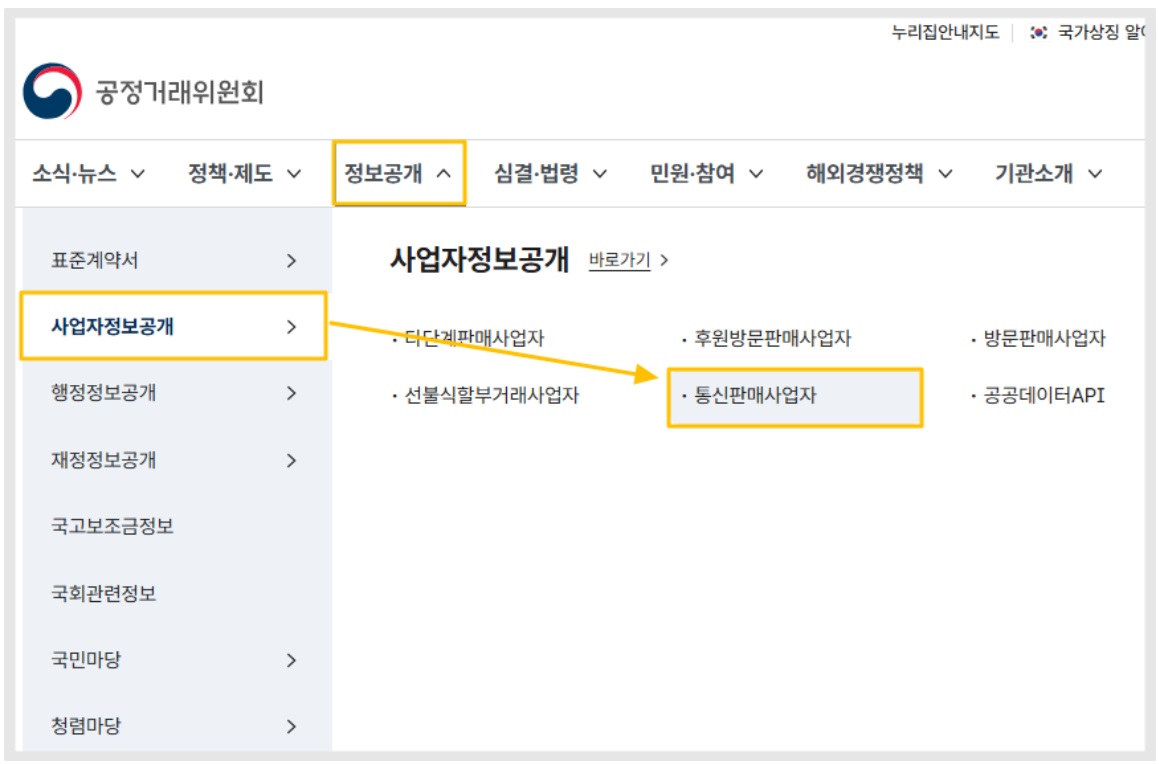 누리집안내지도 국가상징 알아
공정거래위원회
소식·뉴스 정책·제도 정보공개 심결·법령 민원·참여 해외경쟁정책 기관소개
표준계약서
사업자정보공개
행정정보공개
재정정보공개
국고보조금정보
국회관련정보
국민마당
청렴마당
사업자정보공개 바로가기
· 다단계판매사업자 · 후원방문판매사업자 · 방문판매사업자
· 선불식할부거래사업자 · 통신판매사업자 · 공공데이터API